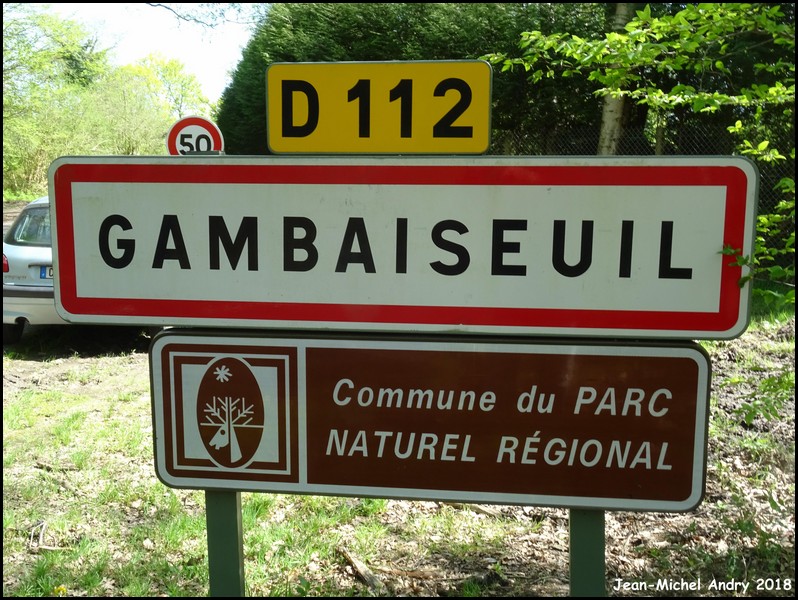 D 112
50
GAMBAISEUIL
Commune du PARC
NATUREL RÉGIONAL
Jean-Michel Andry 2018